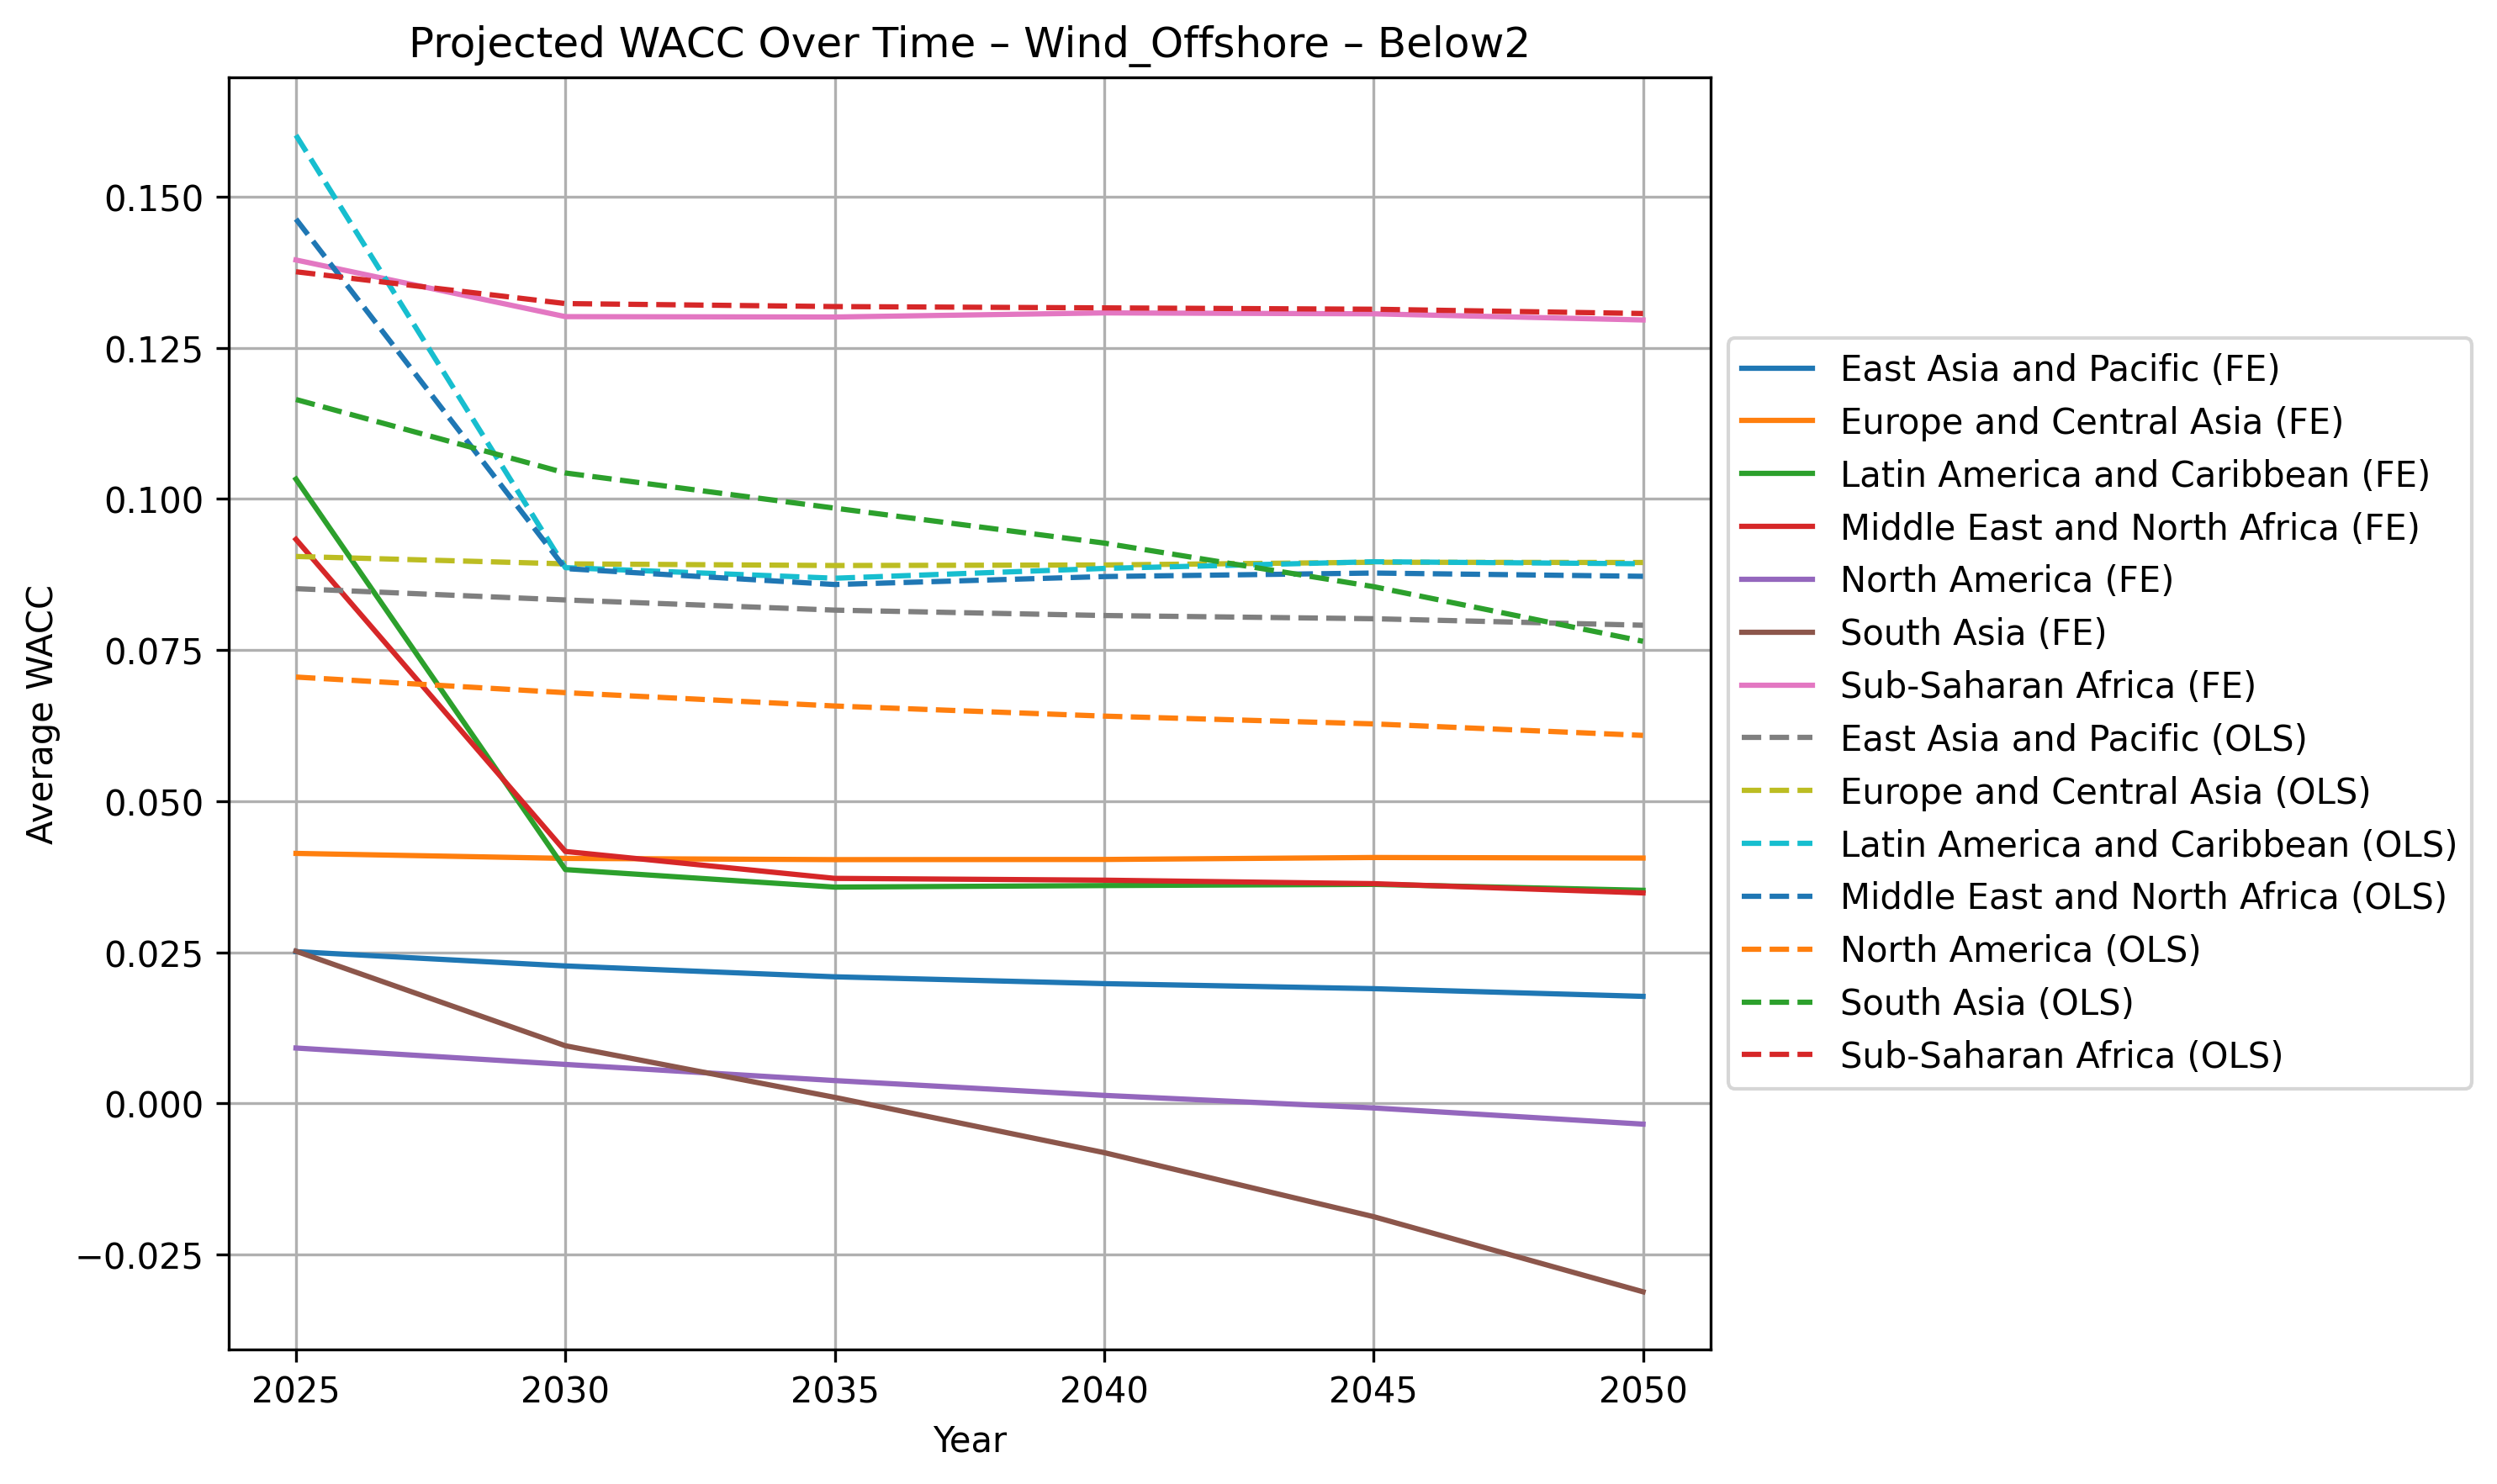 Projected WACC Over Time – Wind_Offshore – Below2
Average WACC
0.150
0.125
0.100
0.075
0.050
0.025
0.000
−0.025
2025 2030 2035 2040 2045 2050
Year
East Asia and Pacific (FE)
Europe and Central Asia (FE)
Latin America and Caribbean (FE)
Middle East and North Africa (FE)
North America (FE)
South Asia (FE)
Sub-Saharan Africa (FE)
East Asia and Pacific (OLS)
Europe and Central Asia (OLS)
Latin America and Caribbean (OLS)
Middle East and North Africa (OLS)
North America (OLS)
South Asia (OLS)
Sub-Saharan Africa (OLS)